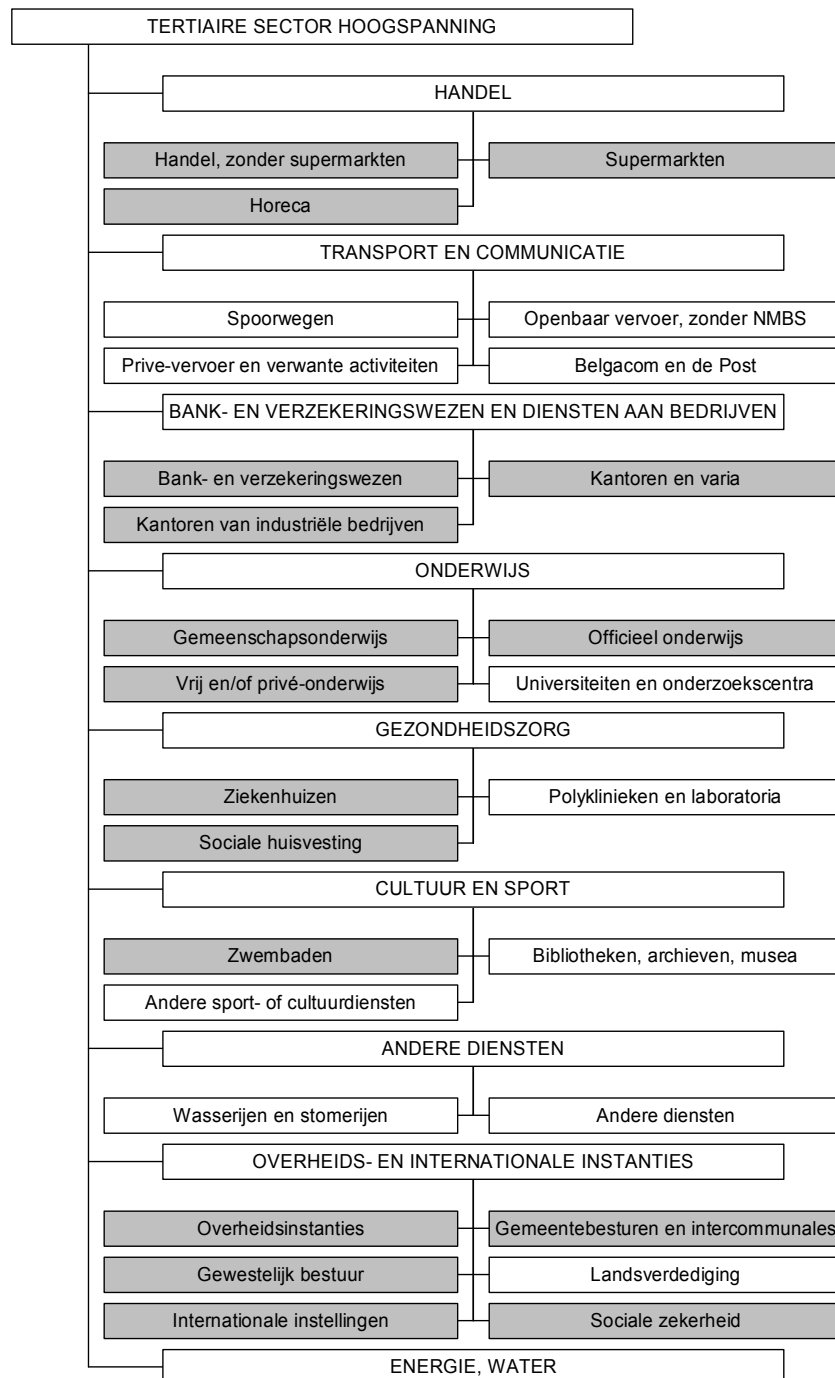 TERTIAIRE SECTOR HOOGSPANNING
HANDEL
Handel, zonder supermarkten
Supermarkten
Horeca
TRANSPORT EN COMMUNICATIE
Spoorwegen
Openbaar vervoer, zonder NMBS
Prive-vervoer en verwante activiteiten
Belgacom en de Post
BANK- EN VERZEKERINGSWEZEN EN DIENSTEN AAN BEDRIJVEN
Bank- en verzekeringswezen
Kantoren en varia
Kantoren van industriële bedrijven
ONDERWIJS
Gemeenschapsonderwijs
Officieel onderwijs
Vrij en/of privé-onderwijs
Universiteiten en onderzoekscentra
GEZONDHEIDSZORG
Ziekenhuizen
Polyklinieken en laboratoria
Sociale huisvesting
CULTUUR EN SPORT
Zwembaden
Bibliotheken, archieven, musea
Andere sport- of cultuurdiensten
ANDERE DIENSTEN
Wasserijen en stomerijen
Andere diensten
OVERHEIDS- EN INTERNATIONALE INSTANTIES
Overheidsinstanties
Gemeentebesturen en intercommunales
Gewestelijk bestuur
Landsverdediging
Internationale instellingen
Sociale zekerheid
ENERGIE, WATER